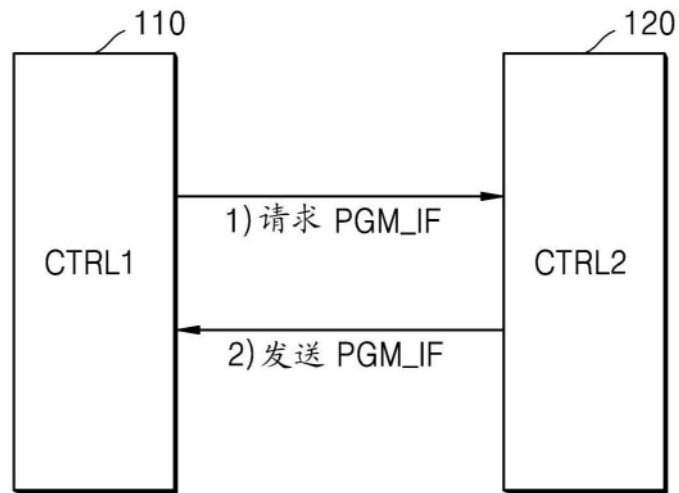 110
120
1)请求 PGM_IF
CTRL1
CTRL2
2)发送 PGM_IF